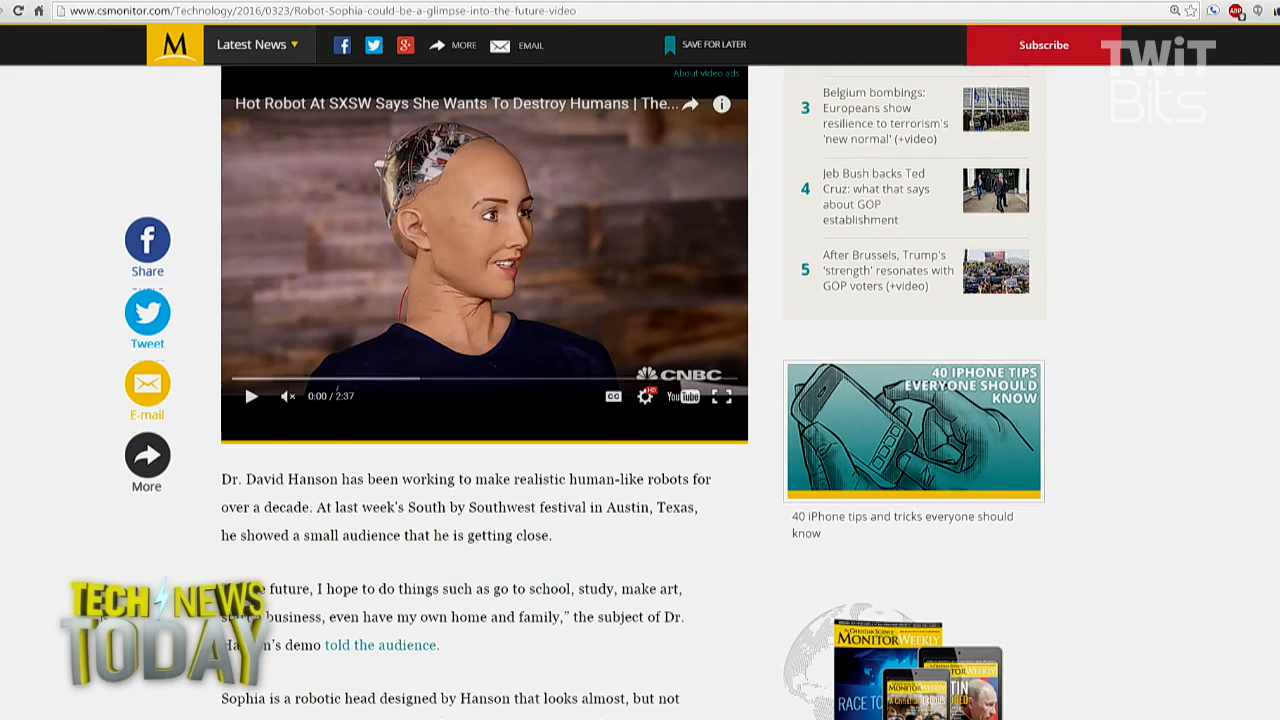 www.csmonitor.com/Technology/2016/0323/Robot-Sophia-could-be-a-glimpse-into-the-future-video
ABP
M
Latest News
MORE
EMAIL
SAVE FOR LATER
Subscribe
TWiT
Bits
About video ads
Hot Robot At SXSW Says She Wants To Destroy Humans | The...
CNBC
0:00 / 2:37
CC
HD
YouTube
Share
Tweet
E-mail
More
3
Belgium bombings:
Europeans show
resilience to terrorism's
'new normal' (+video)
4
Jeb Bush backs Ted
Cruz: what that says
about GOP
establishment
5
After Brussels, Trump's
'strength' resonates with
GOP voters (+video)
40 IPHONE TIPS
EVERYONE SHOULD
KNOW
40 iPhone tips and tricks everyone should
know
Dr. David Hanson has been working to make realistic human-like robots for
over a decade. At last week's South by Southwest festival in Austin, Texas,
he showed a small audience that he is getting close.
future, I hope to do things such as go to school, study, make art,
business, even have my own home and family,” the subject of Dr.
demo told the audience.
Sophia is a robotic head designed by Hanson that looks almost, but not
TECH NEWS
TODAY
THE CHRISTIAN SCIENCE
MONITOR WEEKLY
RACE TO